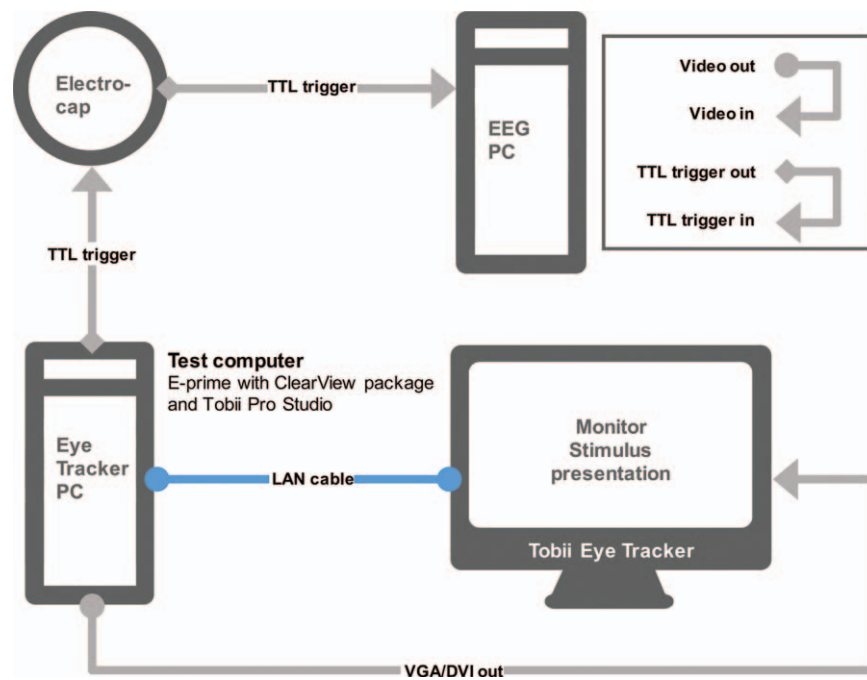 Electro-
cap
TTL trigger
EEG
PC
Video out
Video in
TTL trigger out
TTL trigger in
TTL trigger
Test computer
E-prime with ClearView package
and Tobii Pro Studio
Eye
Tracker
PC
LAN cable
Monitor
Stimulus
presentation
Tobii Eye Tracker
VGA/DVI out